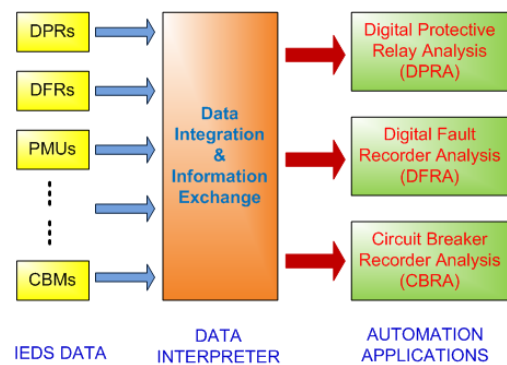 DPRs
DFRs
PMUs
CBMs
IEDS DATA
Data
Integration
&
Information
Exchange
DATA
INTERPRETER
Digital Protective
Relay Analysis
(DPRA)
Digital Fault
Recorder Analysis
(DFRA)
Circuit Breaker
Recorder Analysis
(CBRA)
AUTOMATION
APPLICATIONS